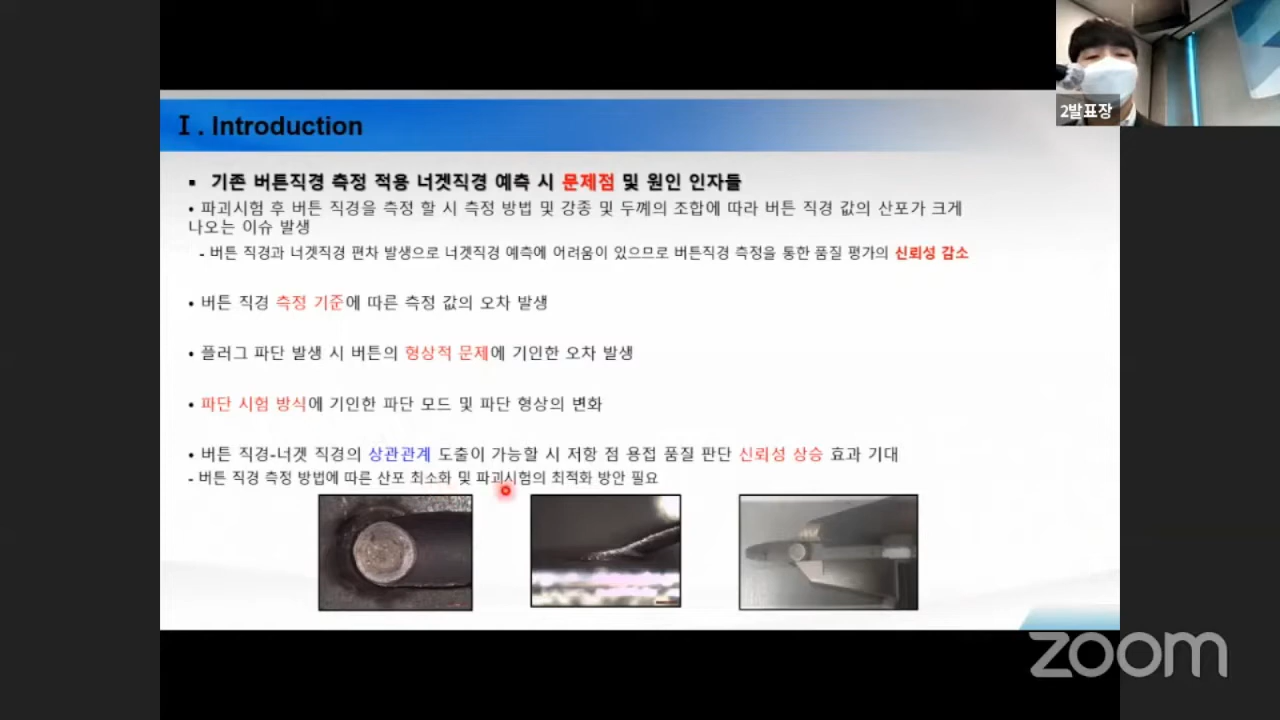 2발표장
Ⅰ. Introduction
▪ 기존 버튼직경 측정 적용 너겟직경 예측 시 문제점 및 원인 인자들
• 파괴시험 후 버튼 직경을 측정 할 시 측정 방법 및 강종 및 두께의 조합에 따라 버튼 직경 값의 산포가 크게
나오는 이슈 발생
- 버튼 직경과 너겟직경 편차 발생으로 너겟직경 예측에 어려움이 있으므로 버튼직경 측정을 통한 품질 평가의 신뢰성 감소
• 버튼 직경 측정 기준에 따른 측정 값의 오차 발생
• 플러그 파단 발생 시 버튼의 형상적 문제에 기인한 오차 발생
• 파단 시험 방식에 기인한 파단 모드 및 파단 형상의 변화
• 버튼 직경-너겟 직경의 상관관계 도출이 가능할 시 저항 점 용접 품질 판단 신뢰성 상승 효과 기대
- 버튼 직경 측정 방법에 따른 산포 최소화 및 파괴시험의 최적화 방안 필요
zoom